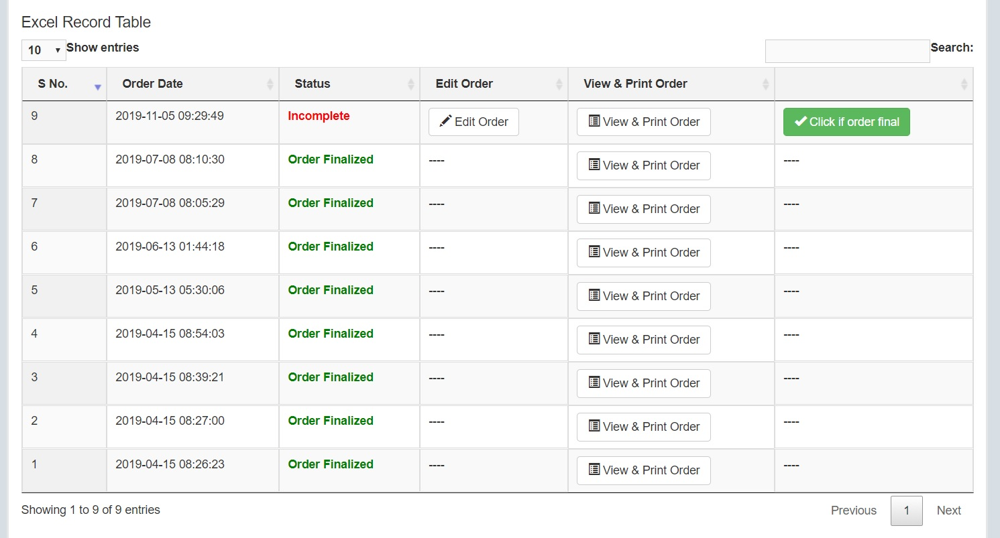 Excel Record Table
10 Show entries Search:
S No. Order Date Status Edit Order View & Print Order
9 2019-11-05 09:29:49 Incomplete Edit Order View & Print Order Click if order final
8 2019-07-08 08:10:30 Order Finalized ---- View & Print Order ----
7 2019-07-08 08:05:29 Order Finalized ---- View & Print Order ----
6 2019-06-13 01:44:18 Order Finalized ---- View & Print Order ----
5 2019-05-13 05:30:06 Order Finalized ---- View & Print Order ----
4 2019-04-15 08:54:03 Order Finalized ---- View & Print Order ----
3 2019-04-15 08:39:21 Order Finalized ---- View & Print Order ----
2 2019-04-15 08:27:00 Order Finalized ---- View & Print Order ----
1 2019-04-15 08:26:23 Order Finalized ---- View & Print Order ----
Showing 1 to 9 of 9 entries Previous 1 Next